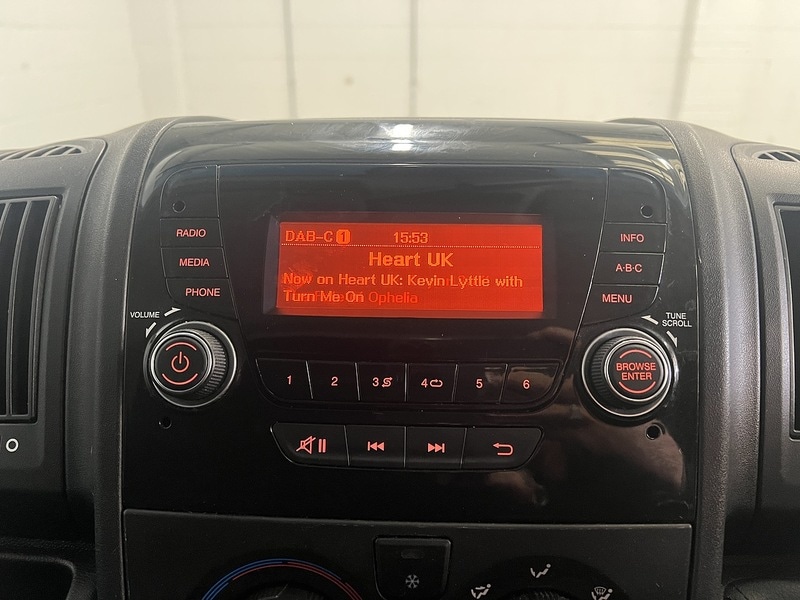 RADIO
MEDIA
PHONE
VOLUME
DAB-C 1 15:53
Heart UK
Now on Heart UK: Kevin Lyttle with
Turn Me On Ophelia
INFO
A·B·C
MENU
TUNE
SCROLL
BROWSE
ENTER
1 2 3 4 5 6